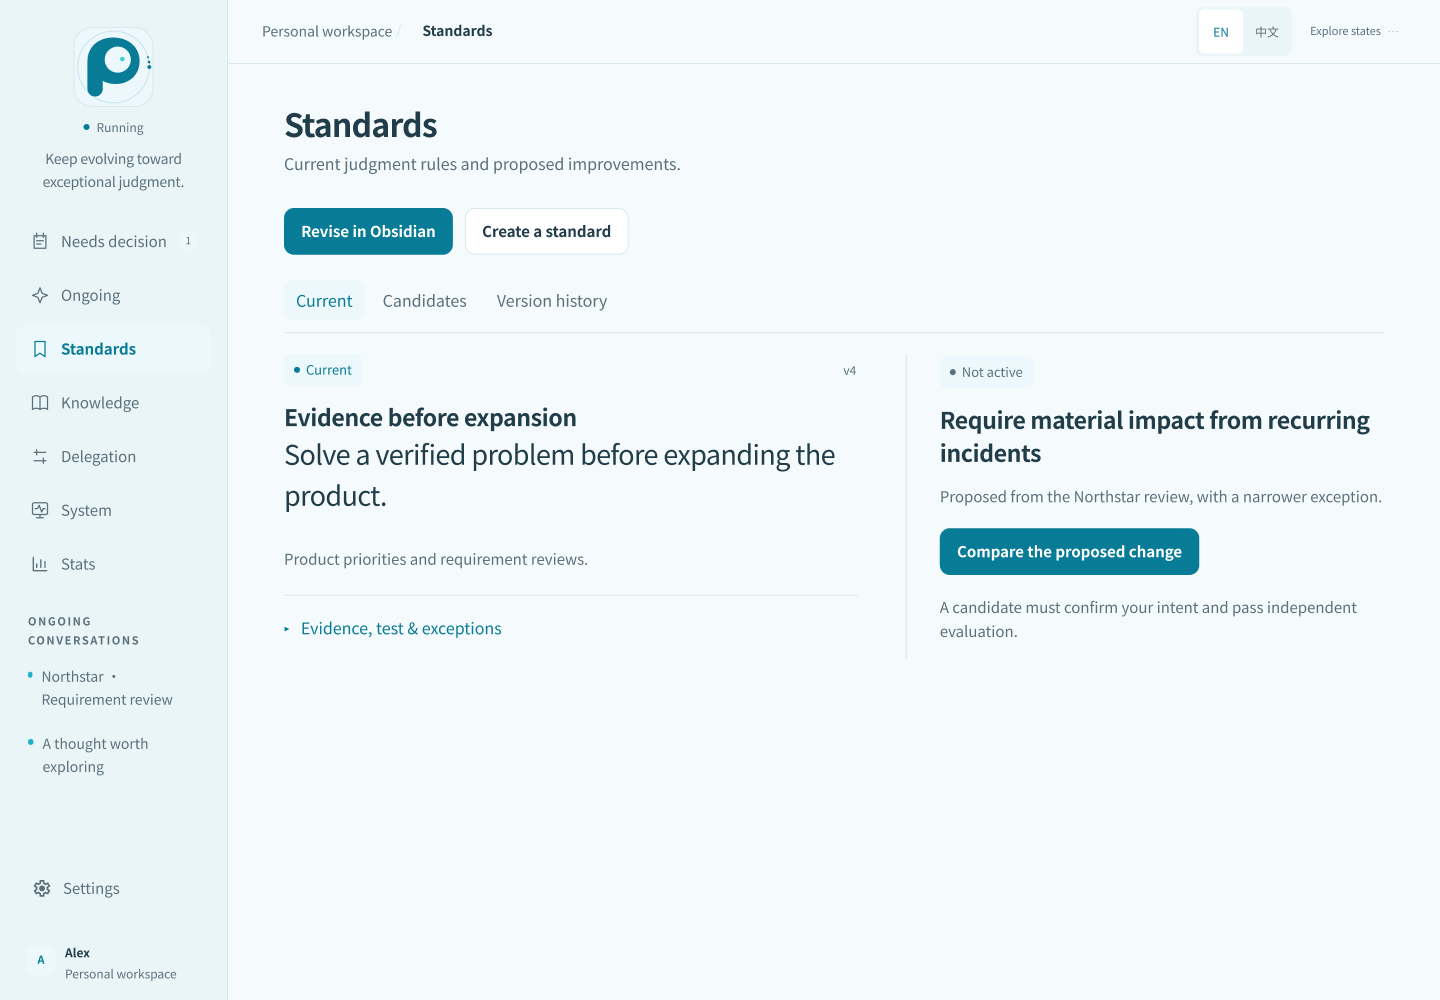 Running
Keep evolving toward
exceptional judgment.
Needs decision 1
Ongoing
Standards
Knowledge
Delegation
System
Stats
ONGOING
CONVERSATIONS
Northstar •
Requirement review
A thought worth
exploring
Settings
A
Alex
Personal workspace
Personal workspace / Standards
EN 中文 Explore states ···
Standards
Current judgment rules and proposed improvements.
Revise in Obsidian Create a standard
Current Candidates Version history
Current v4
Evidence before expansion
Solve a verified problem before expanding the
product.
Product priorities and requirement reviews.
Evidence, test & exceptions
Not active
Require material impact from recurring
incidents
Proposed from the Northstar review, with a narrower exception.
Compare the proposed change
A candidate must confirm your intent and pass independent
evaluation.